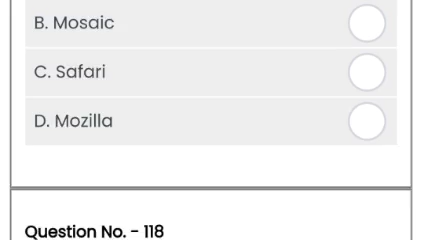 B. Mosaic
C. Safari
D. Mozilla
Question No. - 118